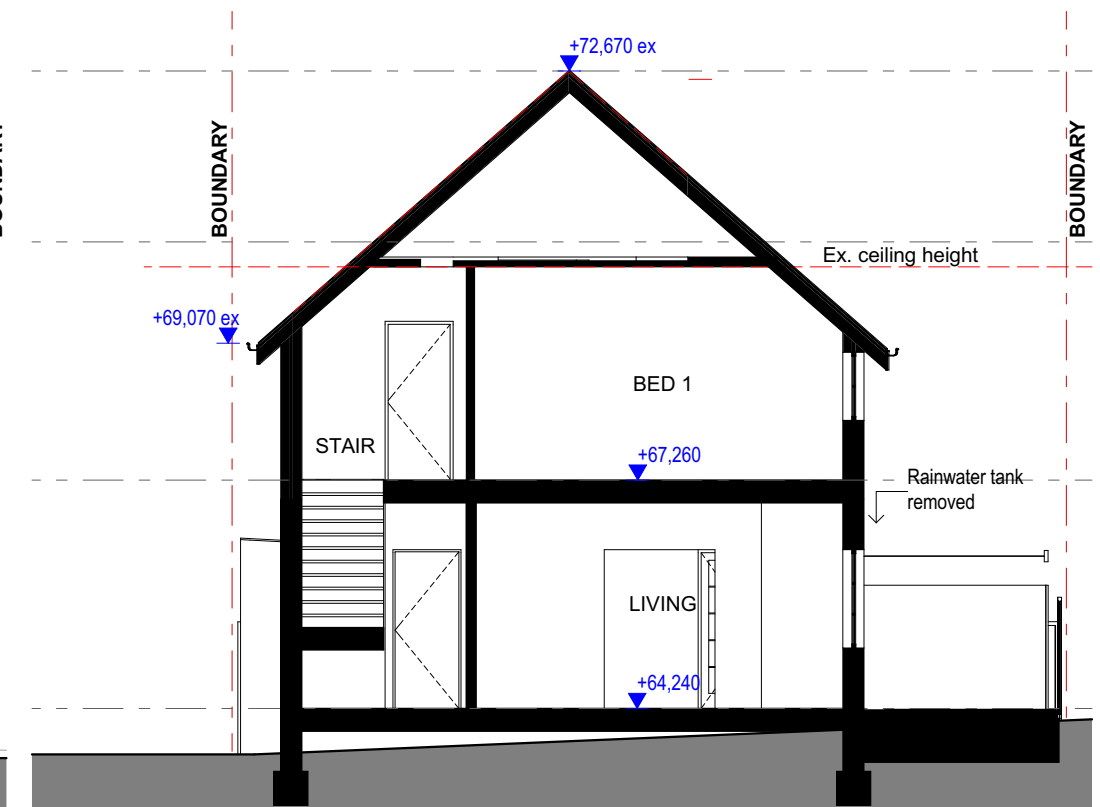 +72,670 ex
BOUNDARY
BOUNDARY
BOUNDARY
Ex. ceiling height
+69,070 ex
BED 1
STAIR
+67,260
Rainwater tank
removed
LIVING
+64,240